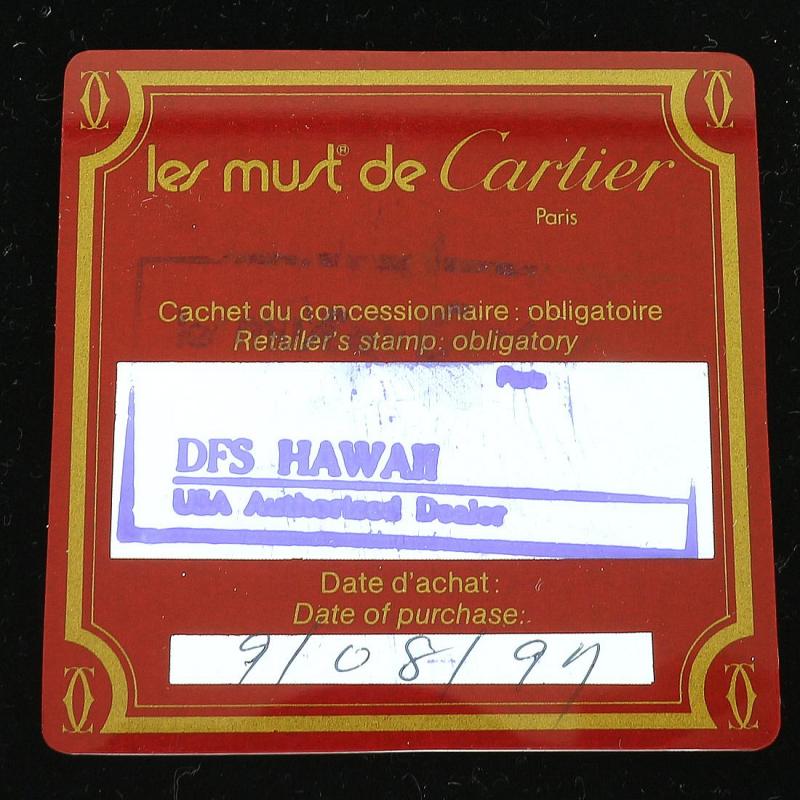 les must® de Cartier
Paris
Cachet du concessionnaire : obligatoire
Retailer's stamp: obligatory
Paris
DFS HAWAII
USA Authorized Dealer
Date d'achat :
Date of purchase:
9/08/97